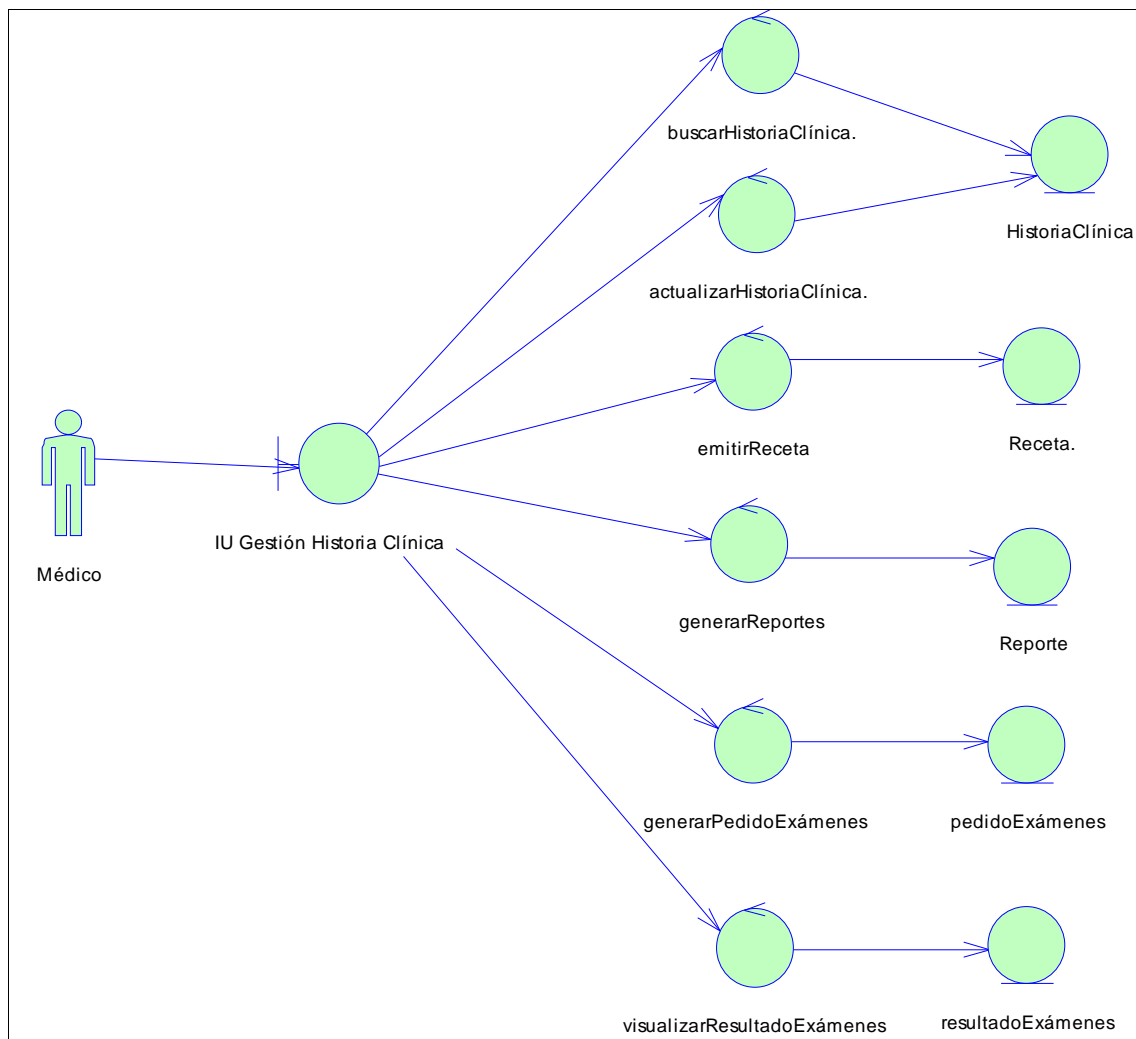 buscarHistoriaClínica.
HistoriaClínica
actualizarHistoriaClínica.
emitirReceta
Receta.
IU Gestión Historia Clínica
Médico
generarReportes
Reporte
generarPedidoExámenes
pedidoExámenes
visualizarResultadoExámenes
resultadoExámenes